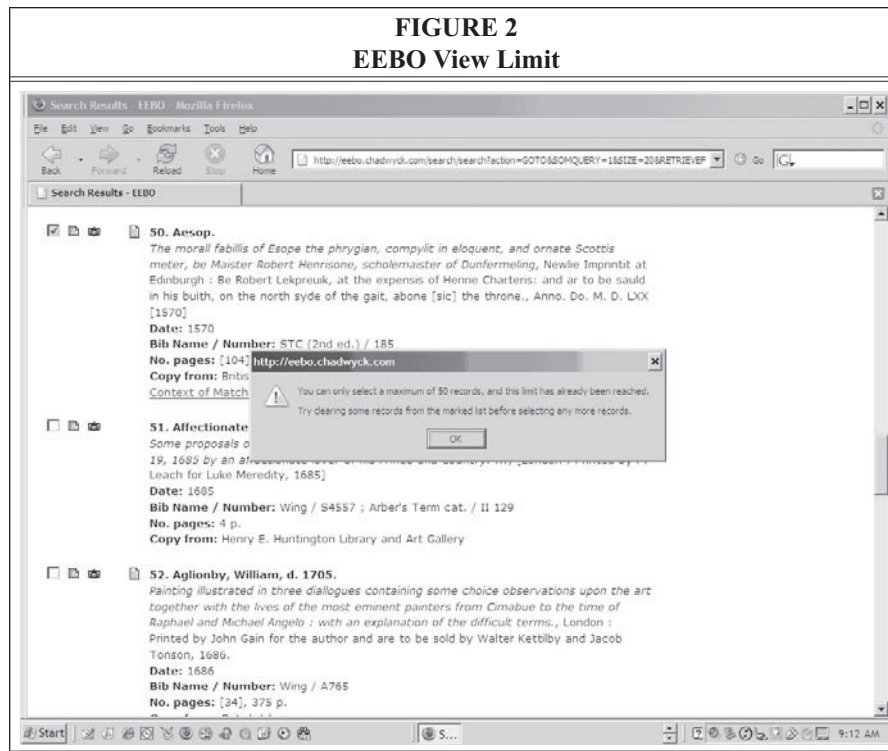 FIGURE 2
EEBO View Limit
Search Results - EEBO - Mozilla Firefox
File Edit View Go Bookmarks Tools Help
Back Forward Reload Stop Home http://eebo.chadwyck.com/search/search?action=GOTO&SOMQUERY=1&SIZE=20&RETRIEVEF Go
Search Results - EEBO
50. Aesop.
The morall fabillis of Esope the phrygian, compylit in eloquent, and ornate Scottis
meter, be Maister Robert Henrisone, scholemaister of Dunfermeling, Newlie Imprintit at
Edinburgh : Be Robert Lekpreuik, at the expensis of Henne Charteris: and ar to be sauld
in his buith, on the north syde of the gait, abone [sic] the throne., Anno. Do. M. D. LXX
[1570]
Date: 1570
Bib Name / Number: STC (2nd ed.) / 185
No. pages: [104]
Copy from: Britis
Context of Match
http://eebo.chadwyck.com
You can only select a maximum of 50 records, and this limit has already been reached.
Try clearing some records from the marked list before selecting any more records.
OK
51. Affectionate
Some proposals o
19, 1685 by an affectionate lover of his Prince and country.
Leach for Luke Meredity, 1685]
Date: 1685
Bib Name / Number: Wing / S4557 ; Arber's Term cat. / II 129
No. pages: 4 p.
Copy from: Henry E. Huntington Library and Art Gallery
52. Aglionby, William, d. 1705.
Painting illustrated in three diallogues containing some choice observations upon the art
together with the lives of the most eminent painters from Cimabue to the time of
Raphael and Michael Angelo : with an explanation of the difficult terms., London :
Printed by John Gain for the author and are to be sold by Walter Kettilby and Jacob
Tonson, 1686.
Date: 1686
Bib Name / Number: Wing / A765
No. pages: [34], 375 p.
Start S... 9:12 AM